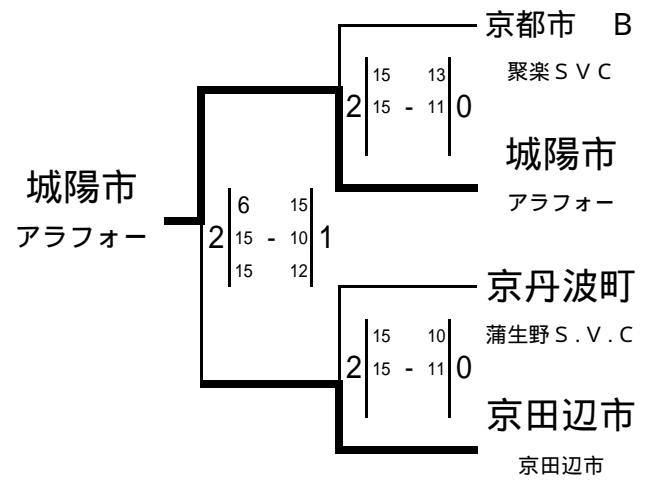 京都市　B
聚楽ＳＶＣ
15 13
2 15 - 11 0
城陽市
アラフォー
城陽市
アラフォー
6 15
2 15 - 10 1
15 12
京丹波町
蒲生野Ｓ.Ｖ.Ｃ
15 10
2 15 - 11 0
京田辺市
京田辺市